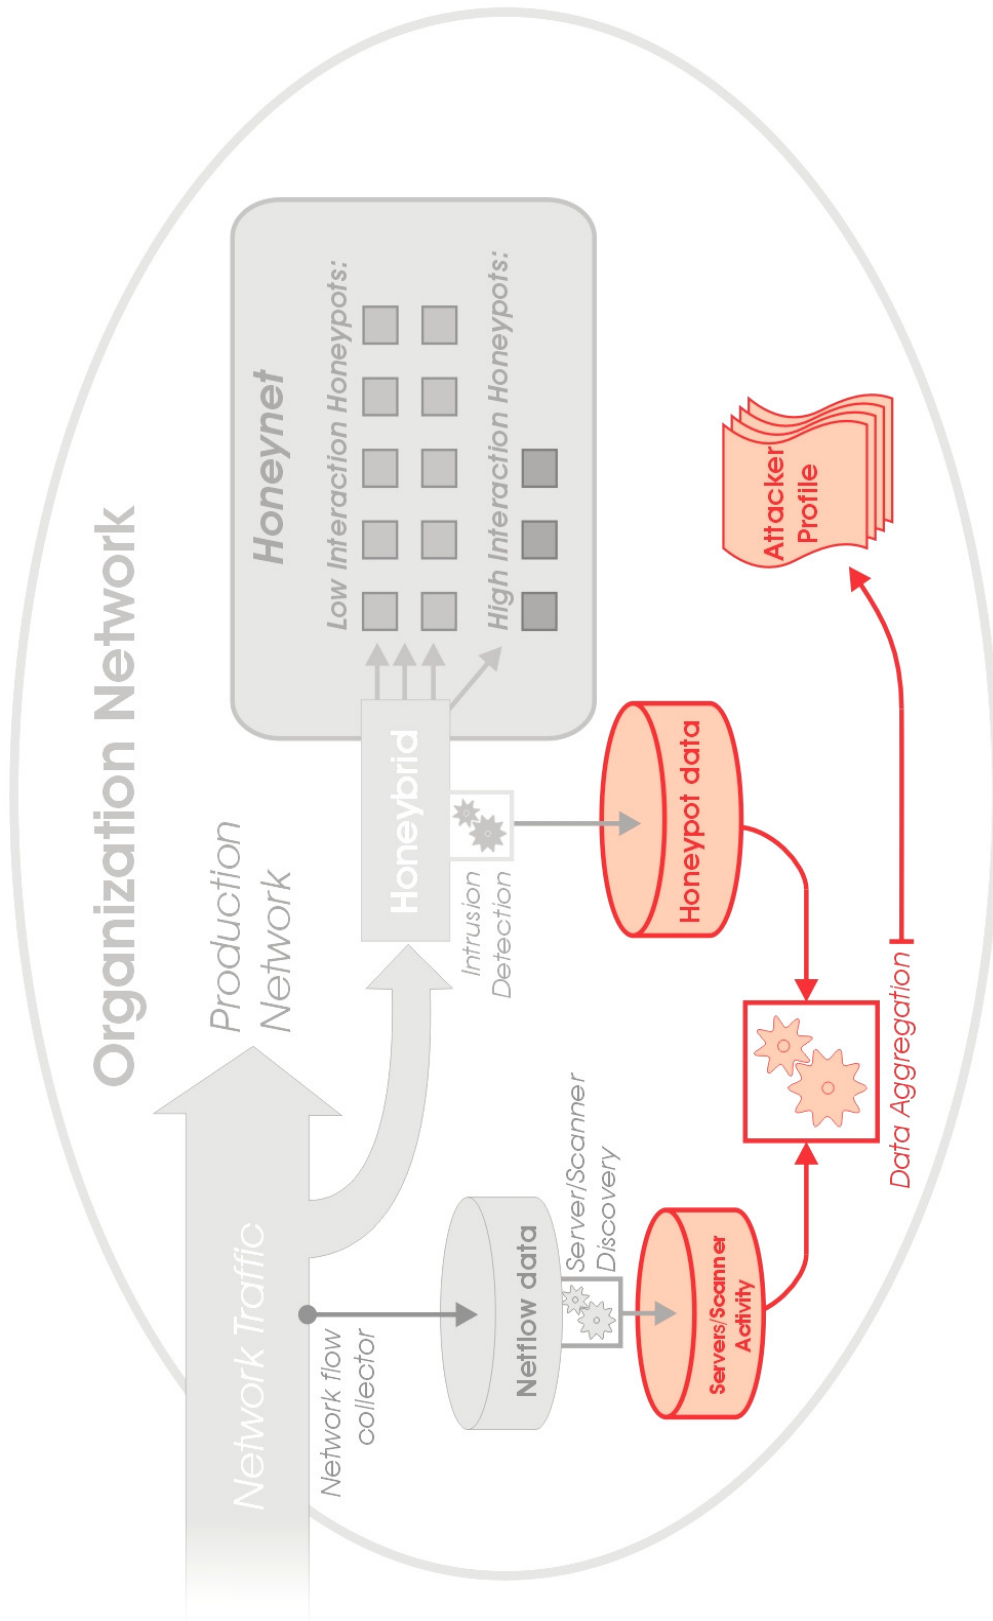 Organization Network
Network Traffic
Production
Network
Honeynet
Low Interaction Honeypots:
High Interaction Honeypots:
Honeybrid
Intrusion
Detection
Network flow
collector
Netflow data
Server/Scanner
Discovery
Servers/Scanner
Activity
Honeypot data
Data Aggregation
Attacker
Profile